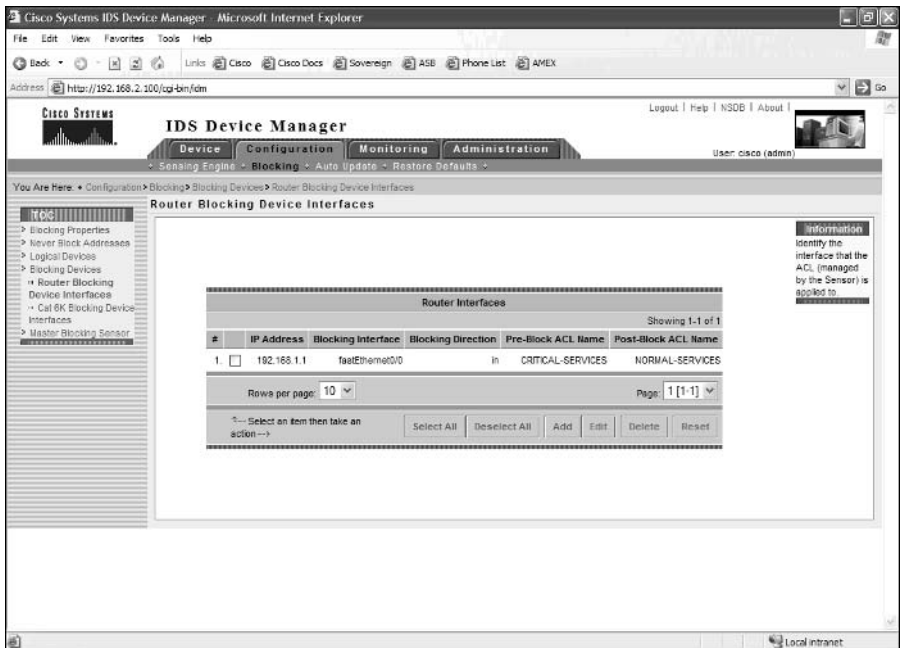 Cisco Systems IDS Device Manager - Microsoft Internet Explorer
File Edit View Favorites Tools Help
Back
Links Cisco Cisco Docs Sovereign ASB Phone List AMEX
Address http://192.168.2.100/cgi-bin/idm Go
CISCO SYSTEMS
Logout | Help | NSDB | About |
IDS Device Manager
Device Configuration Monitoring Administration
User: cisco (admin)
Sensing Engine Blocking Auto Update Restore Defaults
You Are Here: • Configuration > Blocking > Blocking Devices > Router Blocking Device Interfaces
Router Blocking Device Interfaces
TOC
Blocking Properties
Never Block Addresses
Logical Devices
Blocking Devices
Router Blocking
Device Interfaces
Cat 6K Blocking Device
Interfaces
Master Blocking Sensor
Information
Identify the
interface that the
ACL (managed
by the Sensor) is
applied to.
Router Interfaces
Showing 1-1 of 1
# IP Address Blocking Interface Blocking Direction Pre-Block ACL Name Post-Block ACL Name
1. 192.168.1.1 fastEthernet0/0 in CRITICAL-SERVICES NORMAL-SERVICES
Rows per page: 10 Page: 1 [1-1]
^-- Select an item then take an
action -->
Select All Deselect All Add Edit Delete Reset
Local intranet